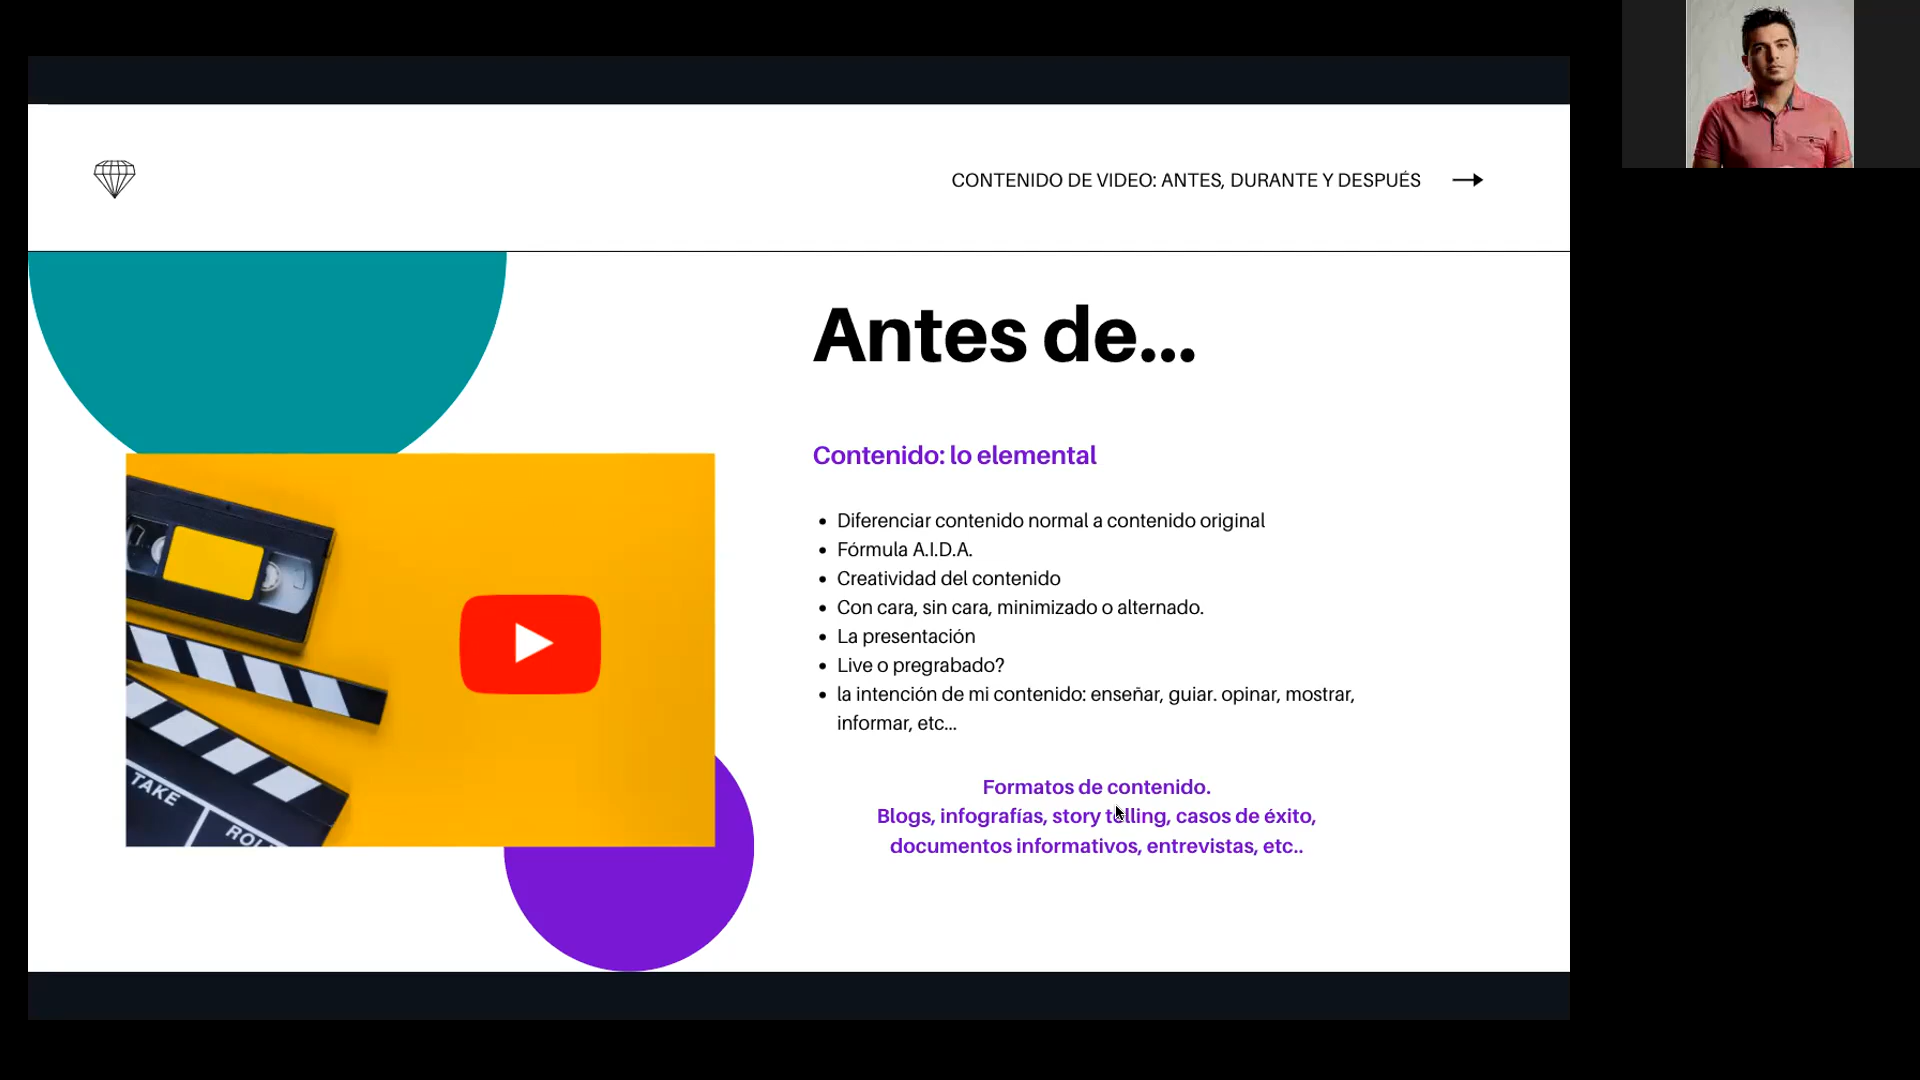 CONTENIDO DE VIDEO: ANTES, DURANTE Y DESPUÉS
Antes de...
Contenido: lo elemental
Diferenciar contenido normal a contenido original
Fórmula A.I.D.A.
Creatividad del contenido
Con cara, sin cara, minimizado o alternado.
La presentación
Live o pregrabado?
la intención de mi contenido: enseñar, guiar. opinar, mostrar,
informar, etc...
Formatos de contenido.
Blogs, infografías, story telling, casos de éxito,
documentos informativos, entrevistas, etc..
TAKE
ROLL